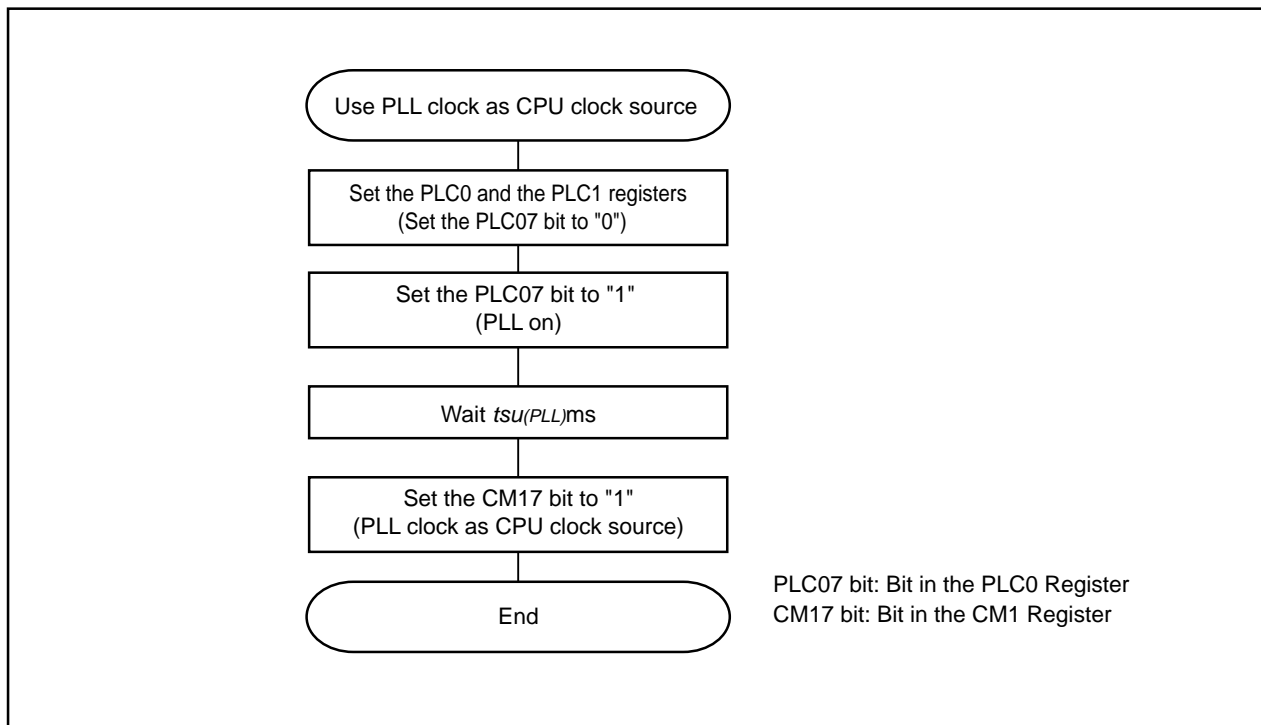 Use PLL clock as CPU clock source
Set the PLC0 and the PLC1 registers
(Set the PLC07 bit to "0")
Set the PLC07 bit to "1"
(PLL on)
Wait tsu(PLL)ms
Set the CM17 bit to "1"
(PLL clock as CPU clock source)
End
PLC07 bit: Bit in the PLC0 Register
CM17 bit: Bit in the CM1 Register